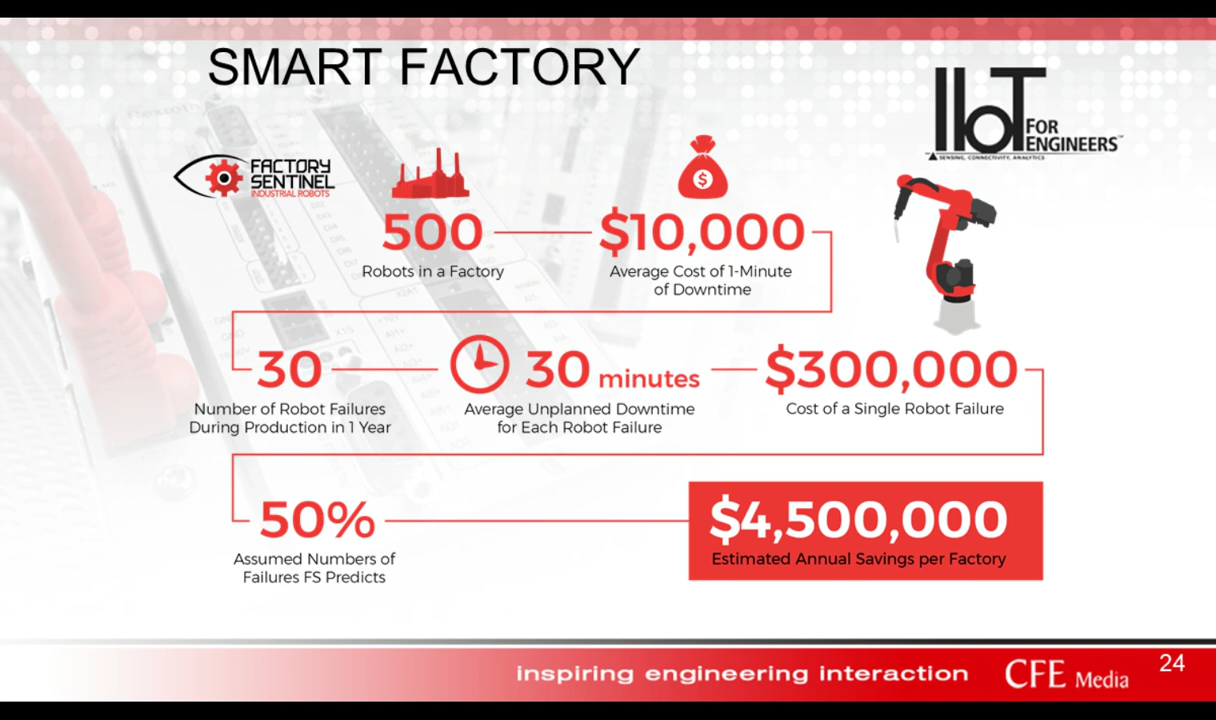 SMART FACTORY
IIoT FOR ENGINEERS™
SENSING, CONNECTIVITY, ANALYTICS
FACTORY
SENTINEL
INDUSTRIAL ROBOTS
500
Robots in a Factory
$
$10,000
Average Cost of 1-Minute
of Downtime
30
Number of Robot Failures
During Production in 1 Year
30 minutes
Average Unplanned Downtime
for Each Robot Failure
$300,000
Cost of a Single Robot Failure
50%
Assumed Numbers of
Failures FS Predicts
$4,500,000
Estimated Annual Savings per Factory
inspiring engineering interaction
CFE Media
24